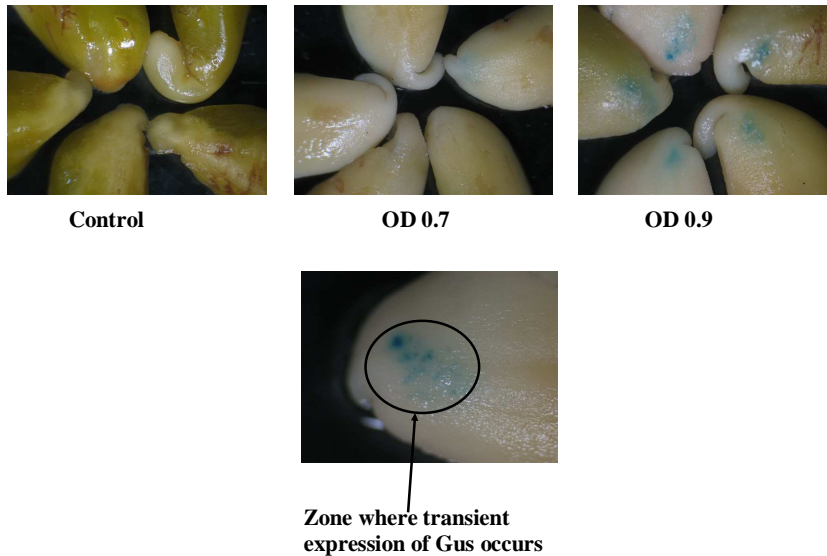 Control
OD 0.7
OD 0.9
Zone where transient
expression of Gus occurs